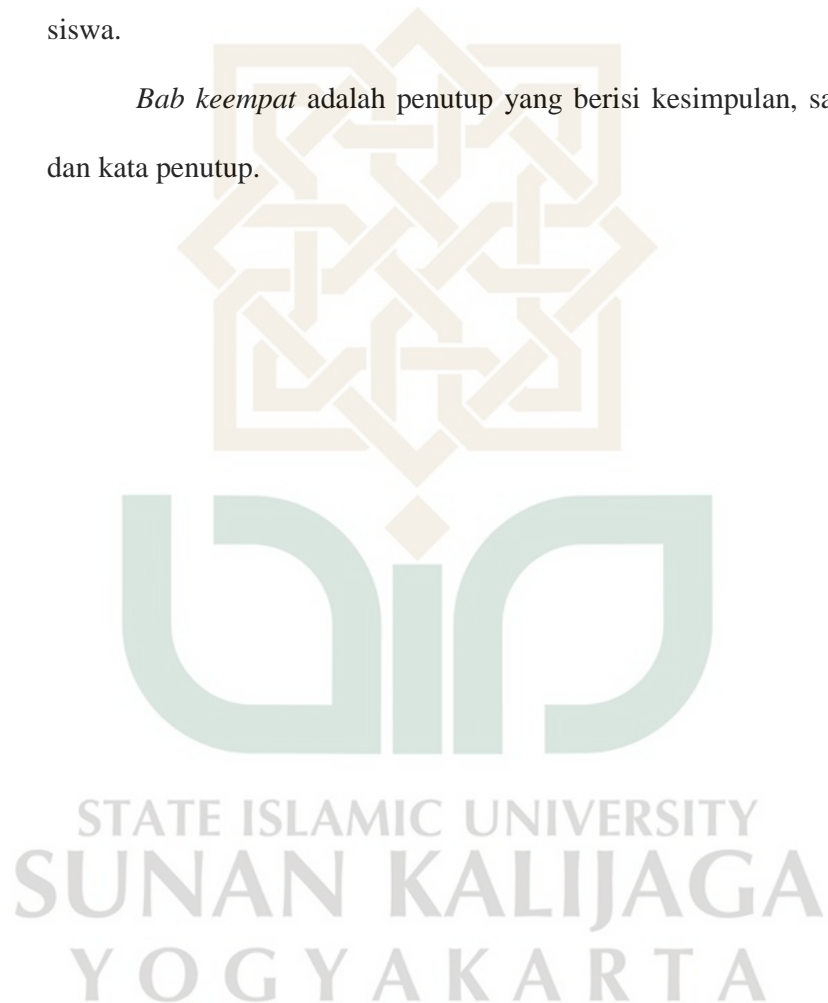 siswa.
Bab keempat adalah penutup yang berisi kesimpulan,
dan kata penutup.
STATE ISLAMIC UNIVERSITY
SUNAN KALIJAGA
YOGYAKARTA